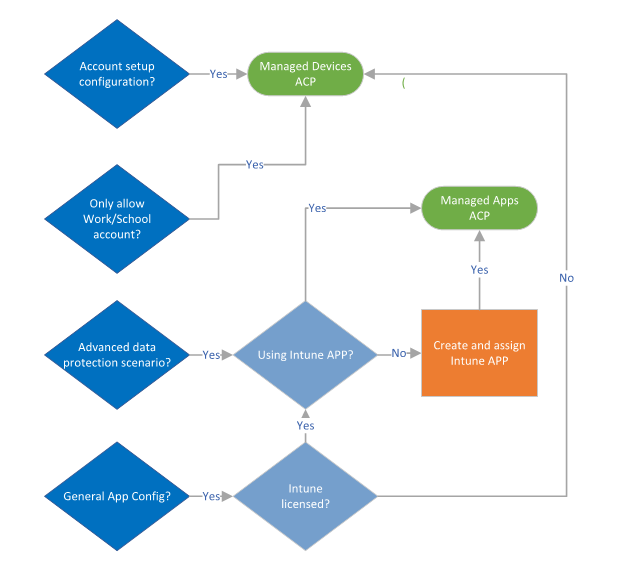 Account setup
configuration?
Yes
Managed Devices
ACP
(
Only allow
Work/School
account?
Yes
Yes
Managed Apps
ACP
Yes
No
Advanced data
protection scenario?
Yes
Using Intune APP?
No
Create and assign
Intune APP
Yes
General App Config?
Yes
Intune
licensed?